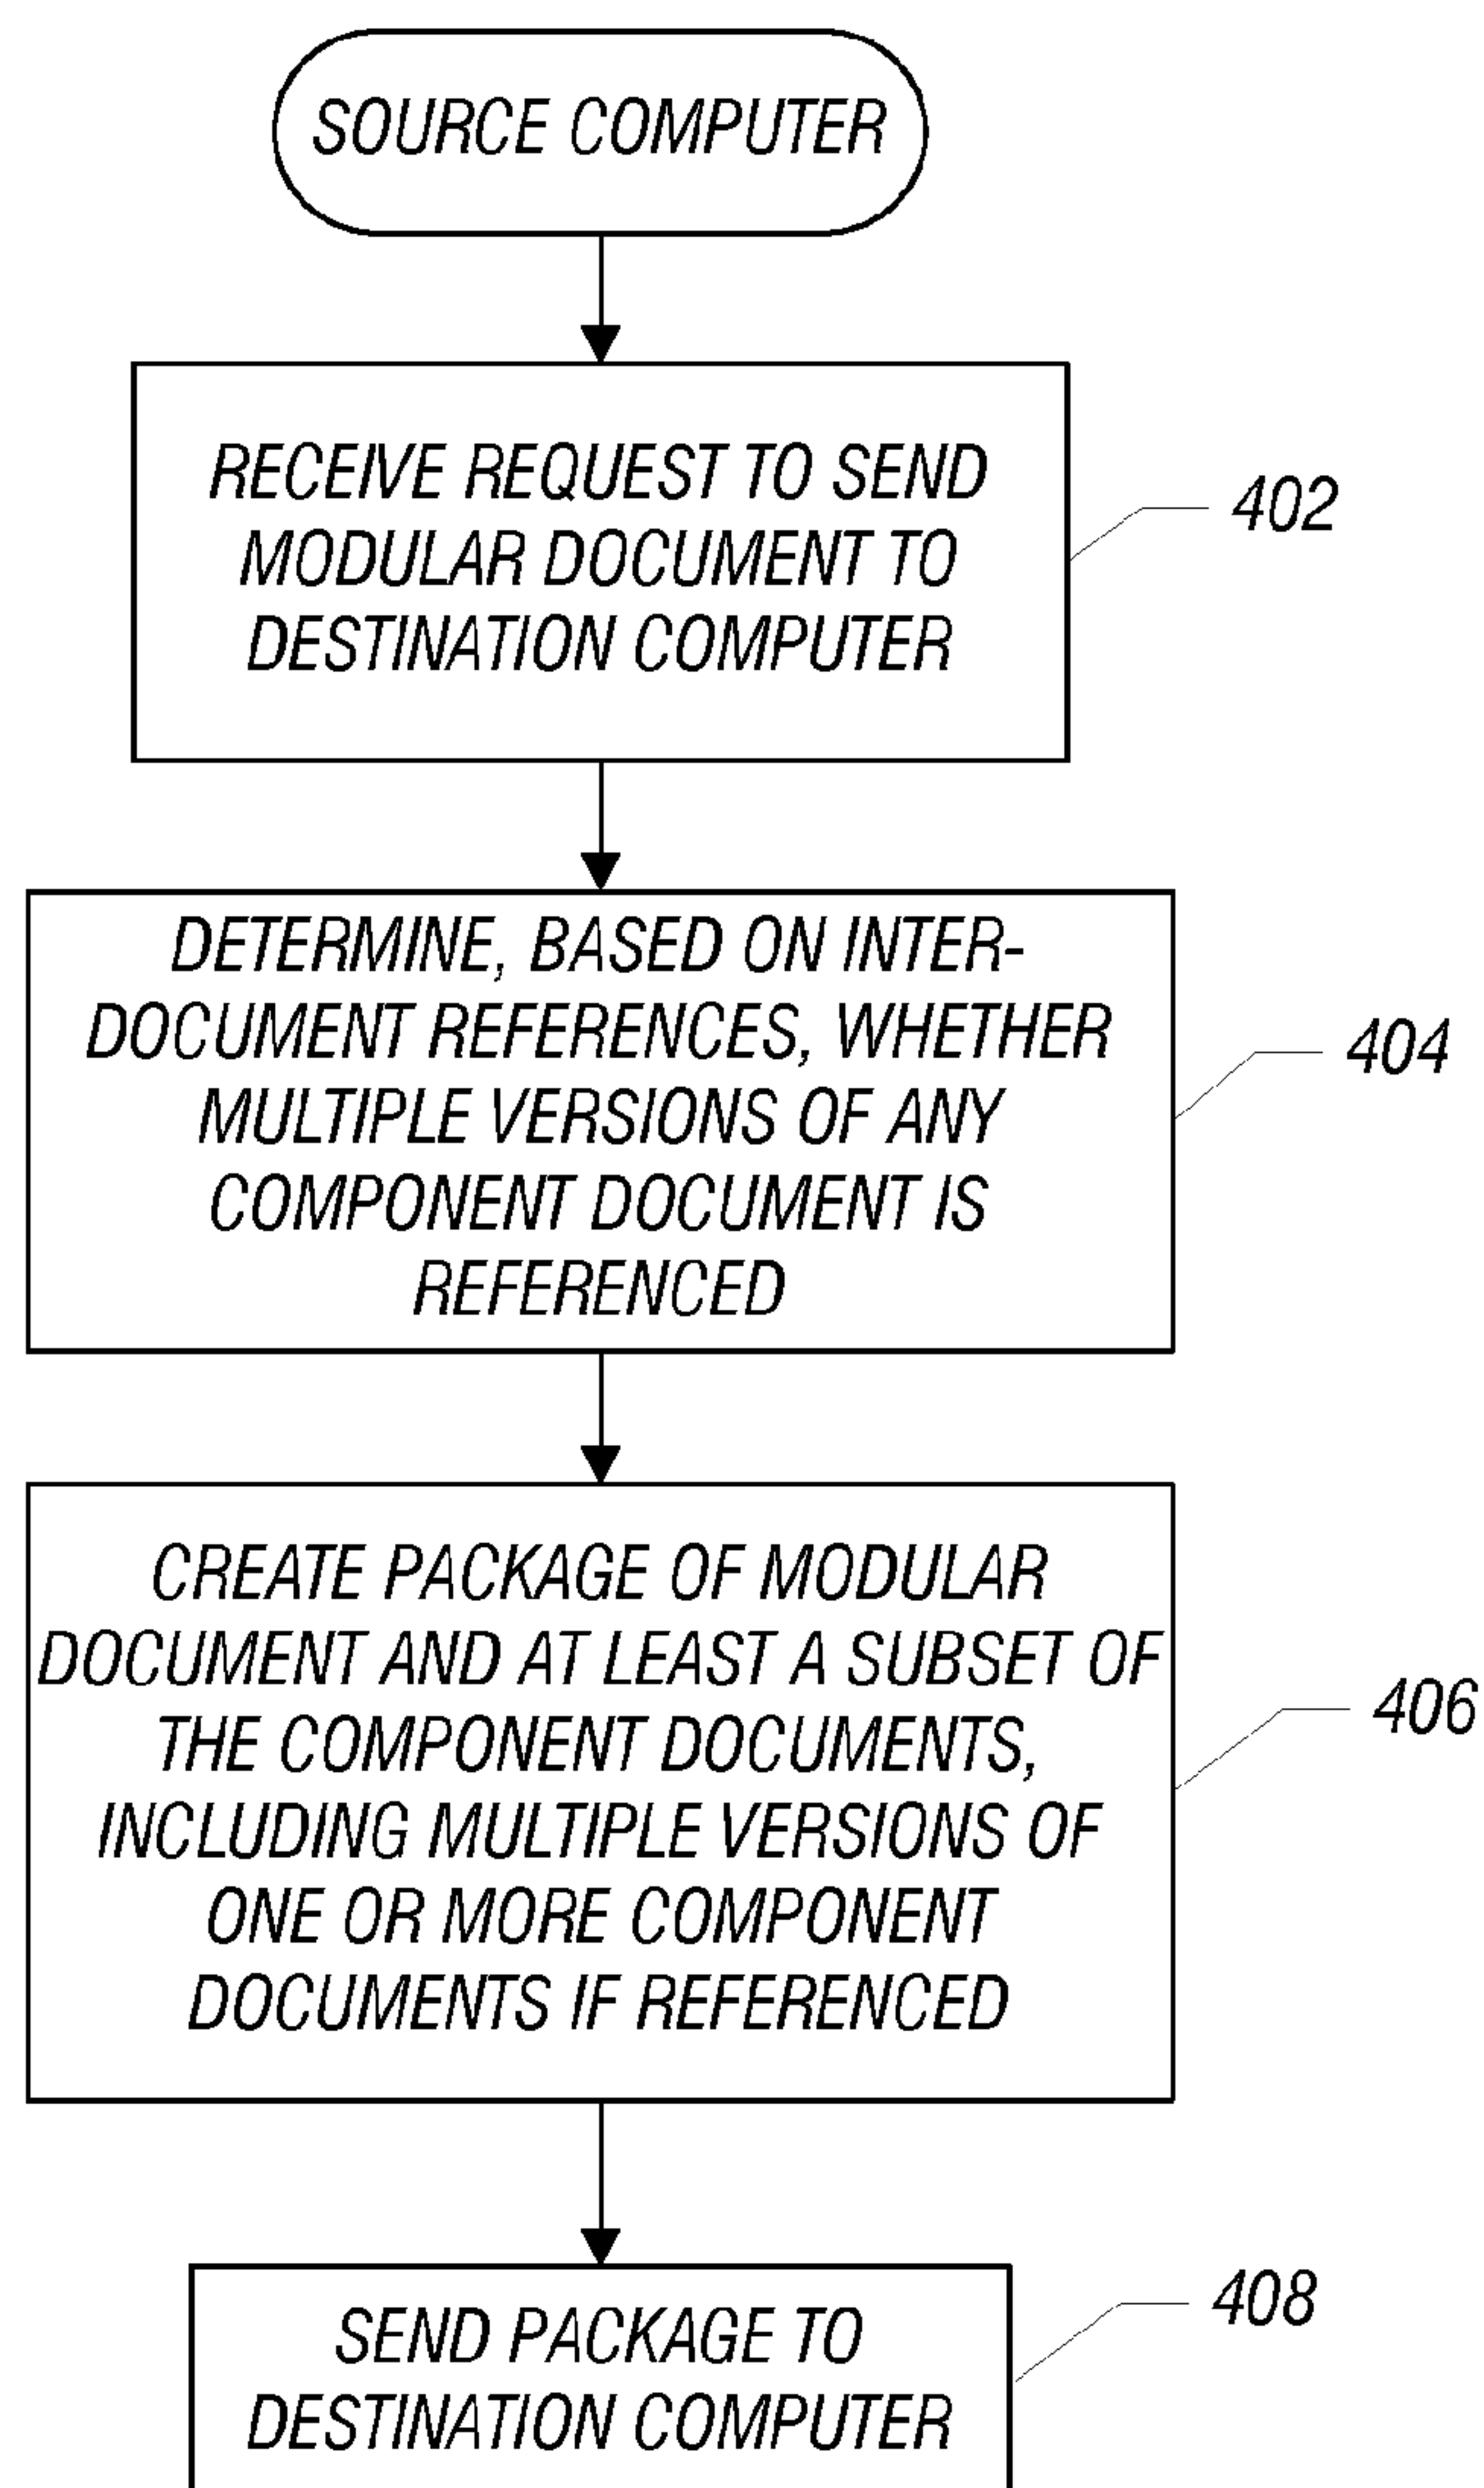 SOURCE COMPUTER
RECEIVE REQUEST TO SEND
MODULAR DOCUMENT TO
DESTINATION COMPUTER
402
DETERMINE, BASED ON INTER-
DOCUMENT REFERENCES, WHETHER
MULTIPLE VERSIONS OF ANY
COMPONENT DOCUMENT IS
REFERENCED
404
CREATE PACKAGE OF MODULAR
DOCUMENT AND AT LEAST A SUBSET OF
THE COMPONENT DOCUMENTS,
INCLUDING MULTIPLE VERSIONS OF
ONE OR MORE COMPONENT
DOCUMENTS IF REFERENCED
406
SEND PACKAGE TO
DESTINATION COMPUTER
408